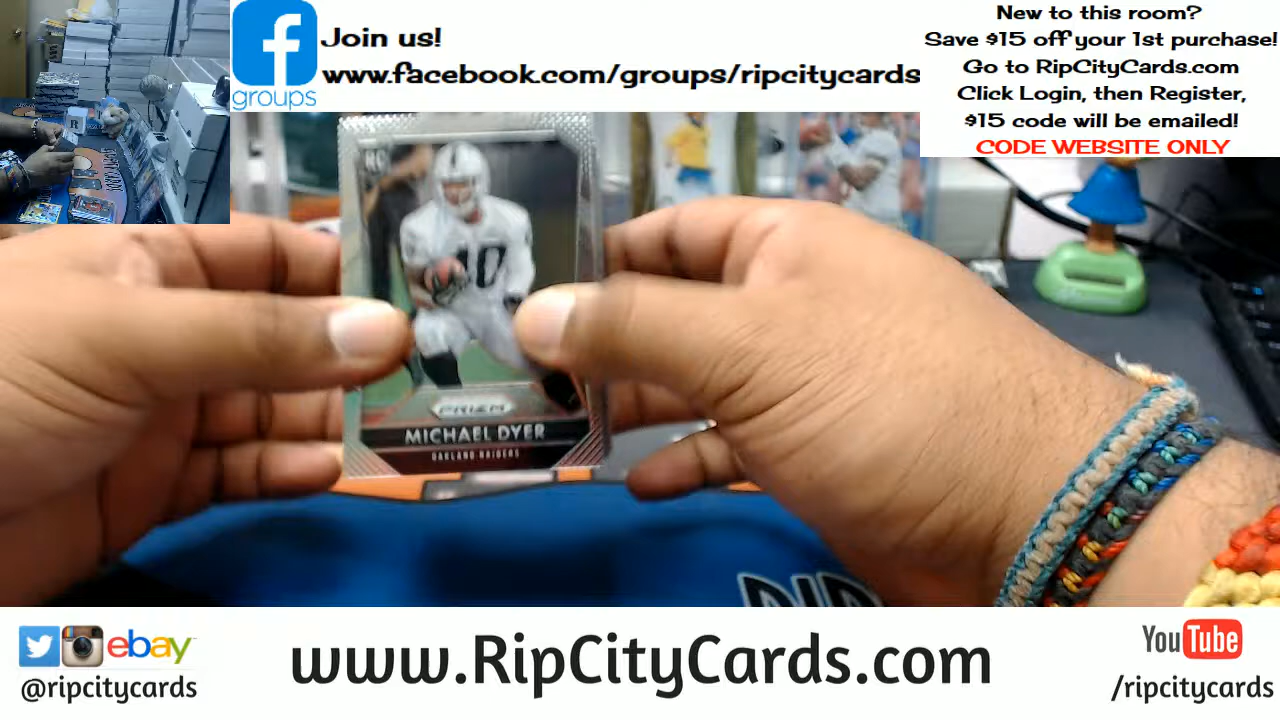 facebook
groups
Join us!
www.facebook.com/groups/ripcitycards
New to this room?
Save $15 off your 1st purchase!
Go to RipCityCards.com
Click Login, then Register,
$15 code will be emailed!
CODE WEBSITE ONLY
RC
10
PRIZM
MICHAEL DYER
OAKLAND RAIDERS
RIP
ebay
@ripcitycards
www.RipCityCards.com
YouTube
/ripcitycards